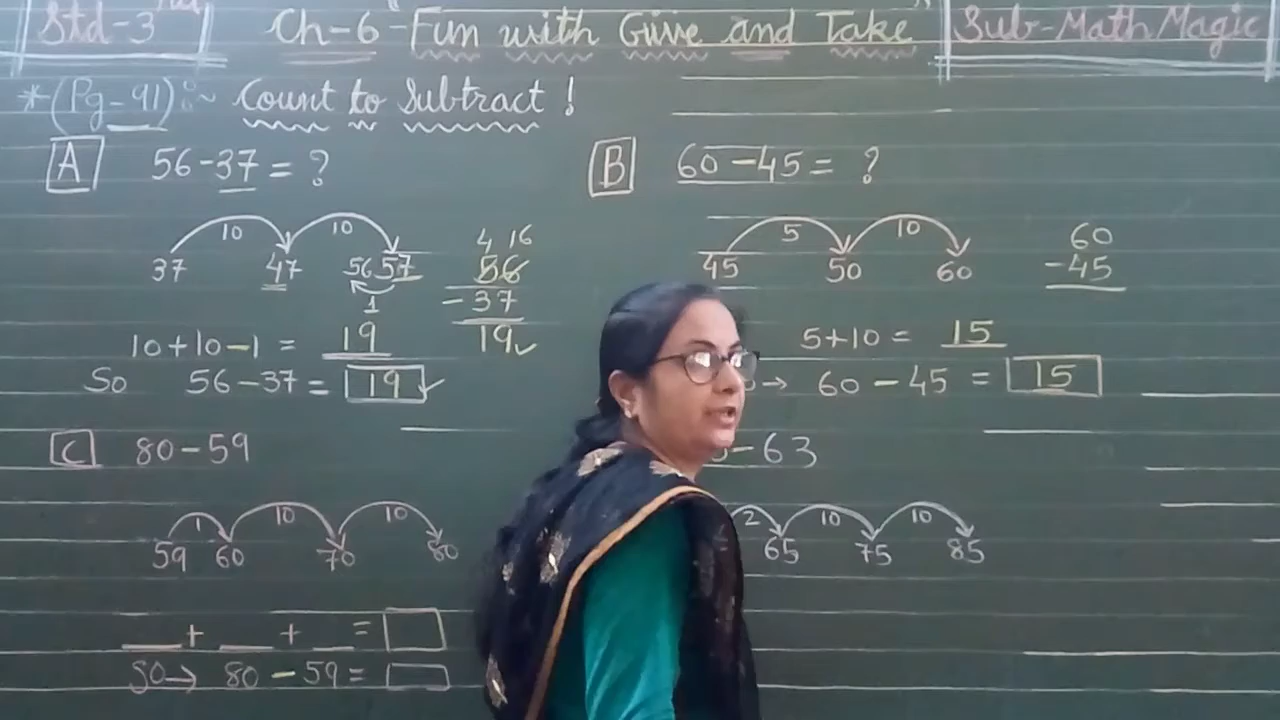 Std-3rd Ch-6 "Fun with Give and Take" Sub-Math Magic
*(Pg-91) :~ Count to Subtract !
A 56-37 = ?
10 10
37 47 56 57
1
10+10-1 = 19
So 56-37 = 19 ✓
4 16
56
-37
19 ✓
B 60-45 = ?
5 10
45 50 60
60
-45
5+10 = 15
→ 60-45 = 15
C 80-59
1 10 10
59 60 70 80
__ + __ + __ =
So → 80-59 =
-63
2 10 10
65 75 85